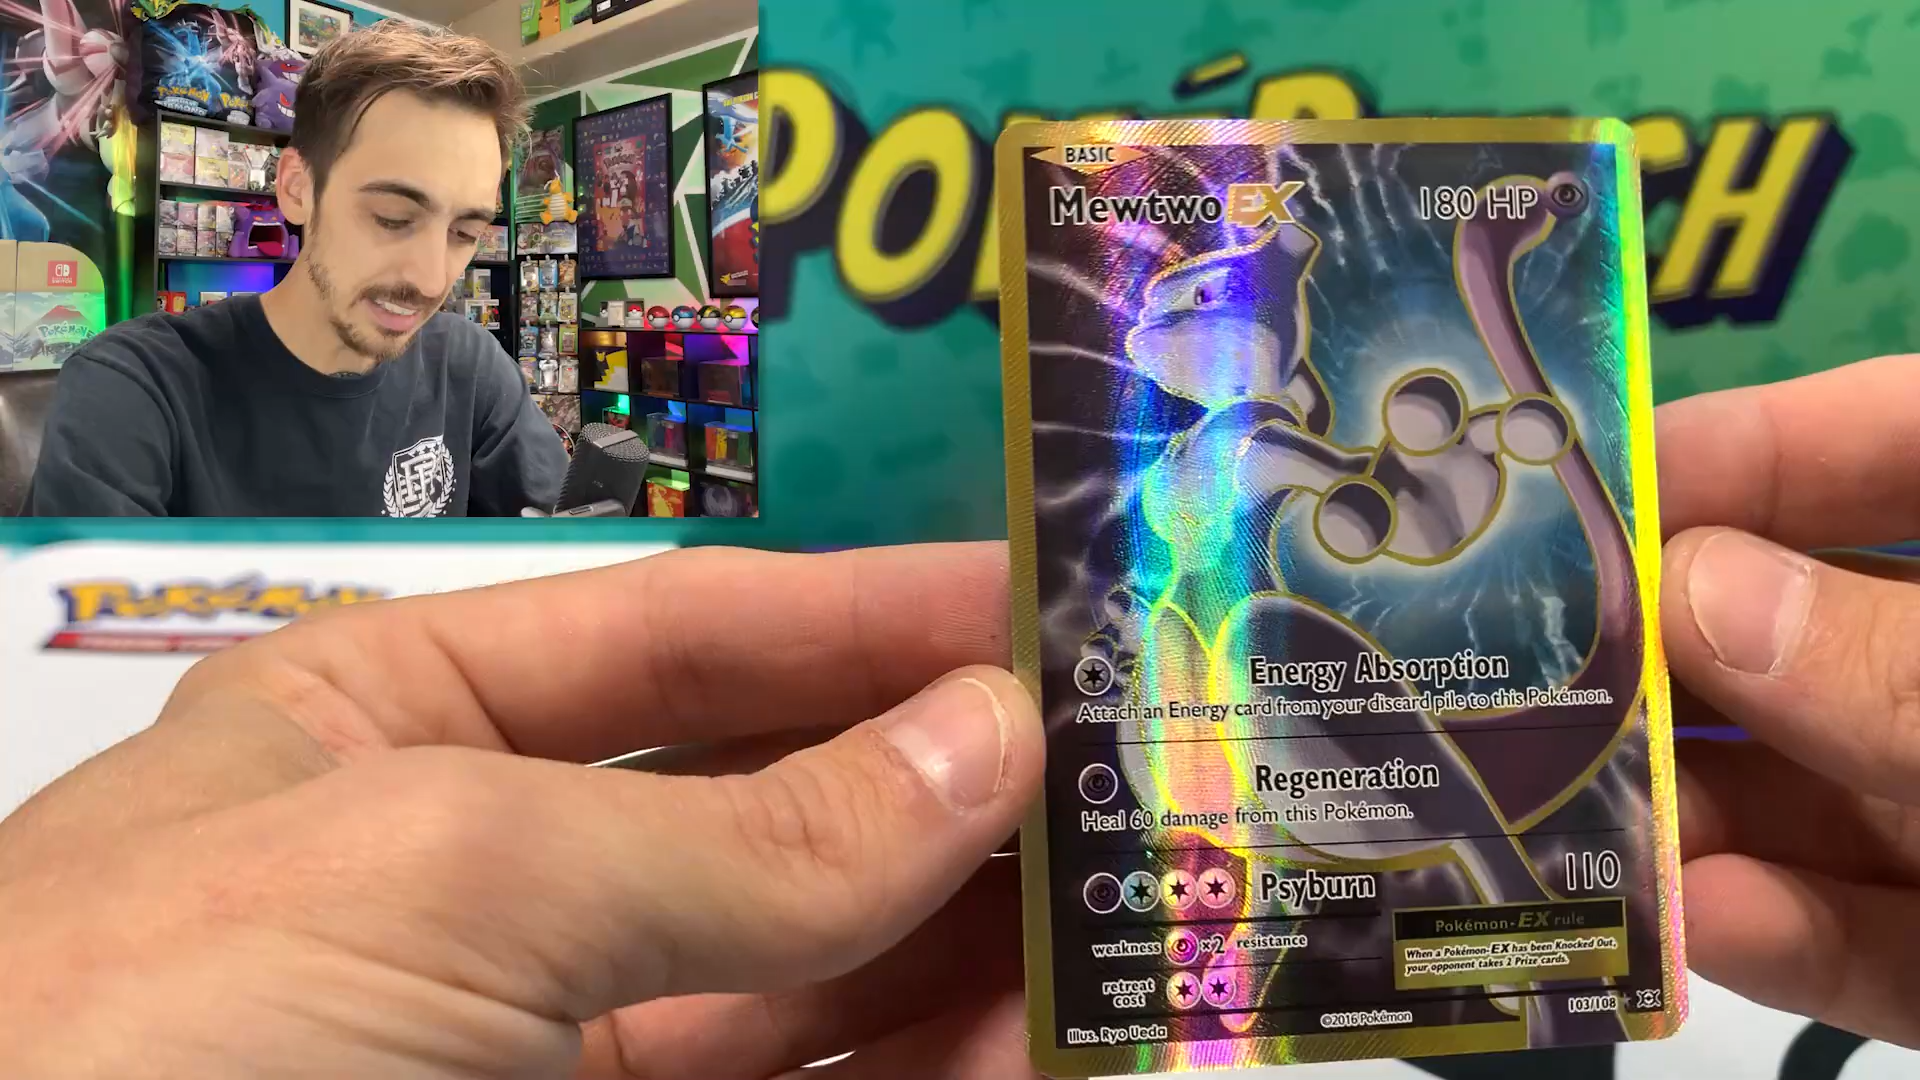 POKÉMON
POKÉMON
BASIC
Mewtwo EX
180 HP
Energy Absorption
Attach an Energy card from your discard pile to this Pokémon.
Regeneration
Heal 60 damage from this Pokémon.
Psyburn
110
weakness ×2 resistance
retreat cost
Pokémon-EX rule
When a Pokémon-EX has been Knocked Out,
your opponent takes 2 Prize cards.
103/108
©2016 Pokémon
Illus. Ryo Ueda